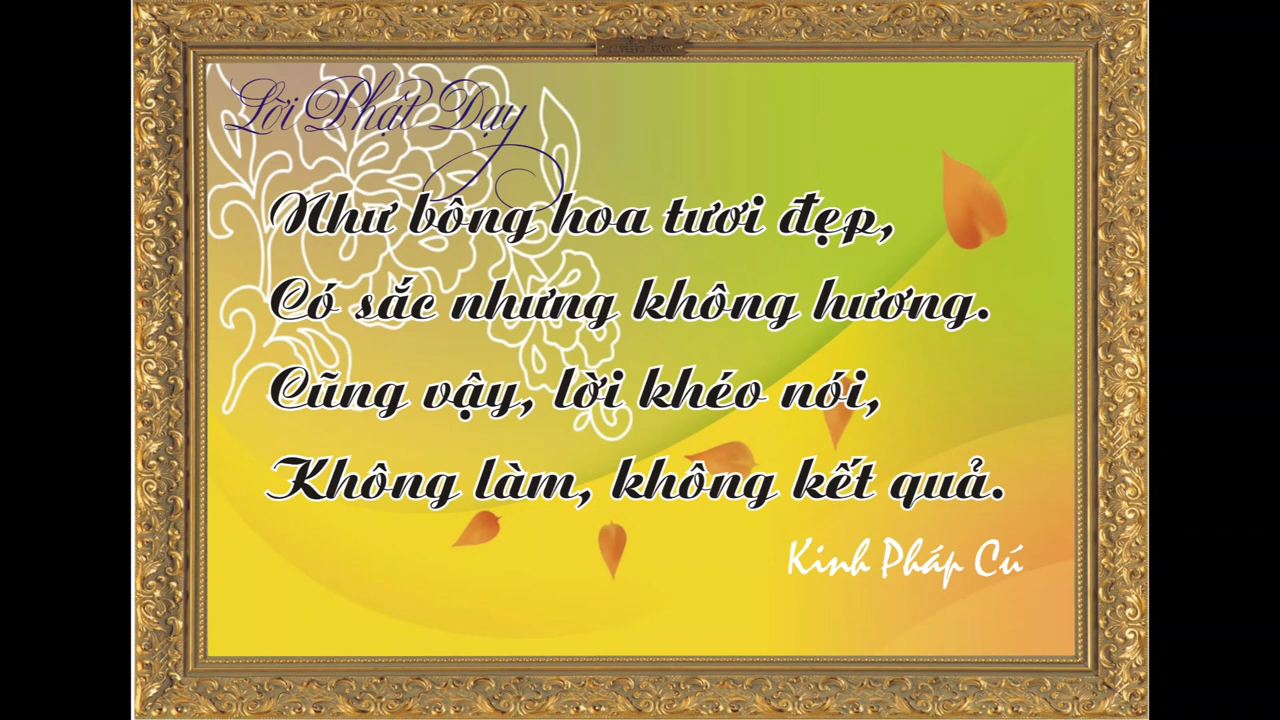 Lời Phật Dạy
Như bông hoa tươi đẹp,
Có sắc nhưng không hương.
Cũng vậy, lời khéo nói,
Không làm, không kết quả.
Kinh Pháp Cú